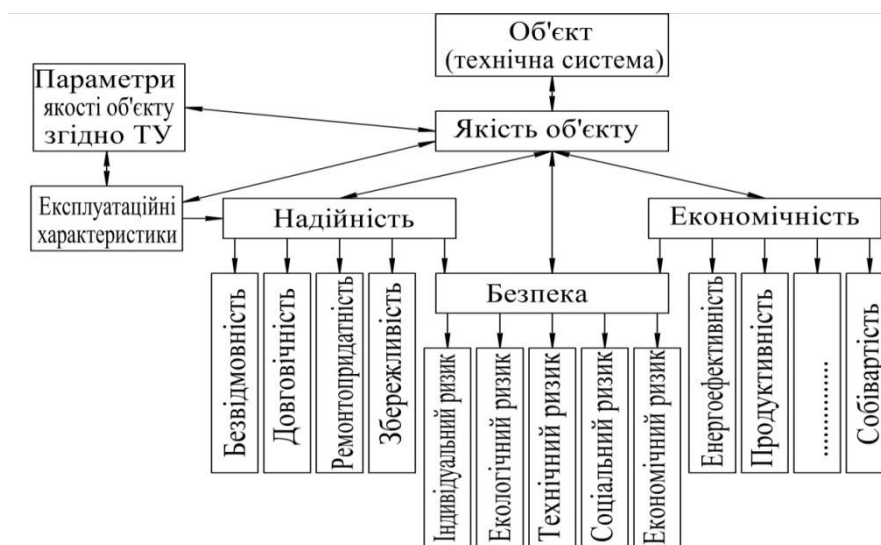 Об'єкт
(технічна система)
Параметри
якості об'єкту
згідно ТУ
Якість об'єкту
Експлуатаційні
характеристики
Надійність
Економічність
Безпека
Безвідмовність
Довговічність
Ремонтопридатність
Збережливість
Індивідуальний ризик
Екологічний ризик
Технічний ризик
Соціальний ризик
Економічний ризик
Енергоефективність
Продуктивність
................
Собівартість